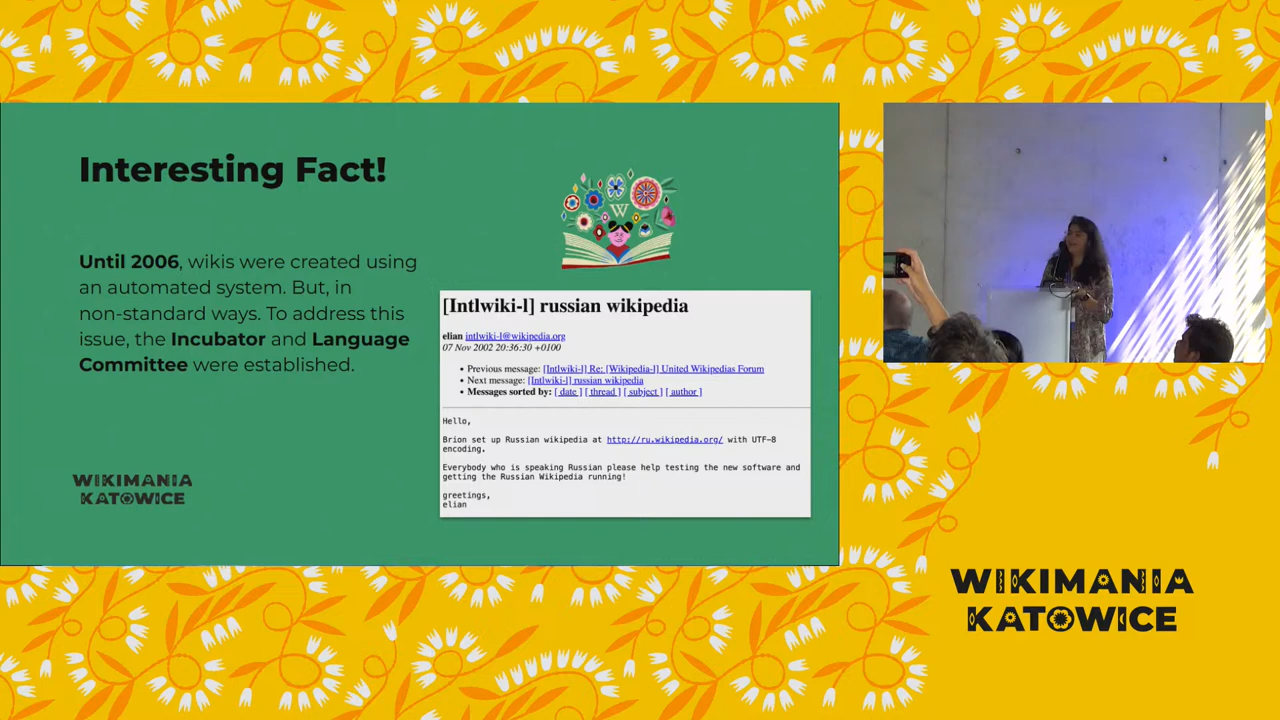 Interesting Fact!
Until 2006, wikis were created using
an automated system. But, in
non-standard ways. To address this
issue, the Incubator and Language
Committee were established.
WIKIMANIA
KATOWICE
W
[Intlwiki-l] russian wikipedia
elian intlwiki-l@wikipedia.org
07 Nov 2002 20:36:30 +0100
• Previous message: [Intlwiki-l] Re: [Wikipedia-l] United Wikipedias Forum
• Next message: [Intlwiki-l] russian wikipedia
• Messages sorted by: [ date ] [ thread ] [ subject ] [ author ]
Hello,
Brion set up Russian wikipedia at http://ru.wikipedia.org/ with UTF-8
encoding.
Everybody who is speaking Russian please help testing the new software and
getting the Russian Wikipedia running!
greetings,
elian
WIKIMANIA
KATOWICE